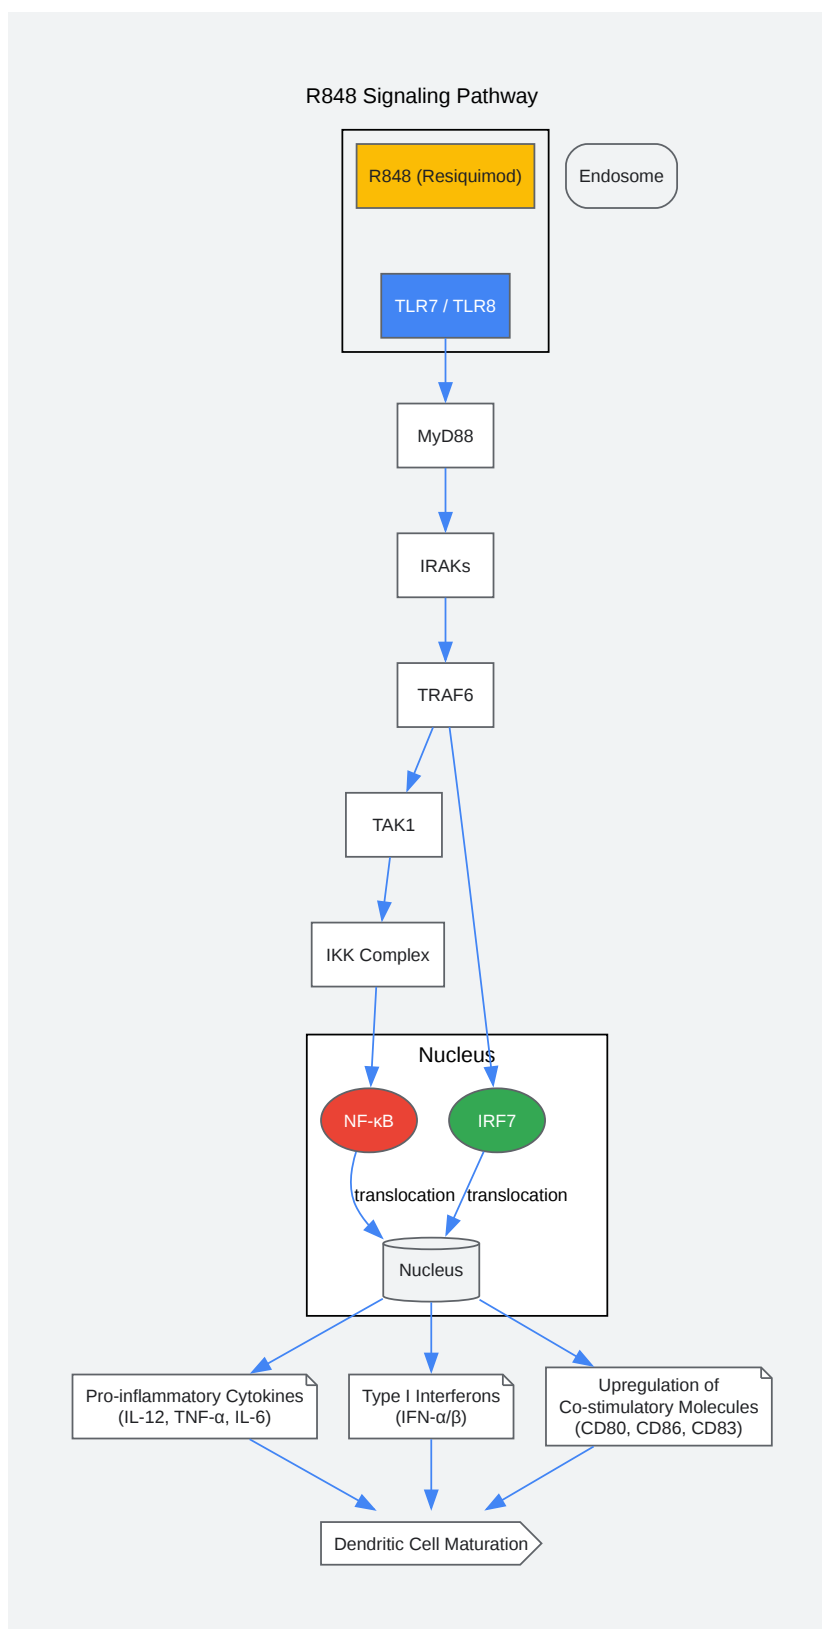 R848 Signaling Pathway
R848 (Resiquimod)
Endosome
TLR7 / TLR8
MyD88
IRAKs
TRAF6
TAK1
IKK Complex
Nucleus
NF-κB
IRF7
translocation
translocation
Nucleus
Pro-inflammatory Cytokines
(IL-12, TNF-α, IL-6)
Type I Interferons
(IFN-α/β)
Upregulation of
Co-stimulatory Molecules
(CD80, CD86, CD83)
Dendritic Cell Maturation